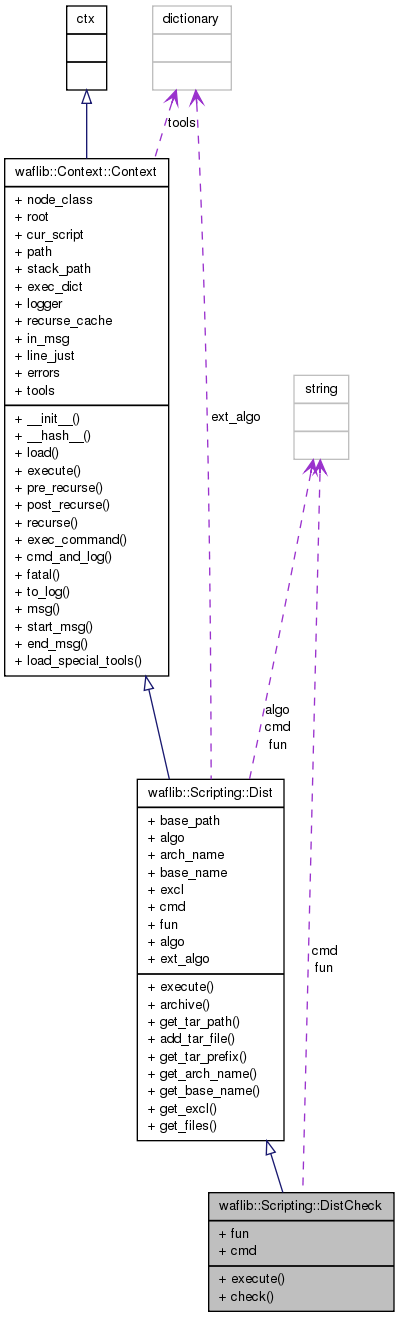 ctx
dictionary
tools
waflib::Context::Context
+ node_class
+ root
+ cur_script
+ path
+ stack_path
+ exec_dict
+ logger
+ recurse_cache
+ in_msg
+ line_just
+ errors
+ tools
+ __init__()
+ __hash__()
+ load()
+ execute()
+ pre_recurse()
+ post_recurse()
+ recurse()
+ exec_command()
+ cmd_and_log()
+ fatal()
+ to_log()
+ msg()
+ start_msg()
+ end_msg()
+ load_special_tools()
string
ext_algo
algo
cmd
fun
waflib::Scripting::Dist
+ base_path
+ algo
+ arch_name
+ base_name
+ excl
+ cmd
+ fun
+ algo
+ ext_algo
+ execute()
+ archive()
+ get_tar_path()
+ add_tar_file()
+ get_tar_prefix()
+ get_arch_name()
+ get_base_name()
+ get_excl()
+ get_files()
cmd
fun
waflib::Scripting::DistCheck
+ fun
+ cmd
+ execute()
+ check()